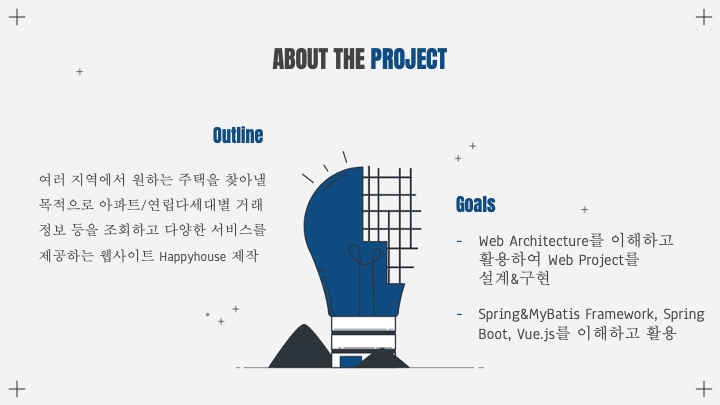 ABOUT THE PROJECT
Outline
여러 지역에서 원하는 주택을 찾아낼
목적으로 아파트/연립다세대별 거래
정보 등을 조회하고 다양한 서비스를
제공하는 웹사이트 Happyhouse 제작
Goals
- Web Architecture를 이해하고
활용하여 Web Project를
설계&구현
- Spring&MyBatis Framework, Spring
Boot, Vue.js를 이해하고 활용